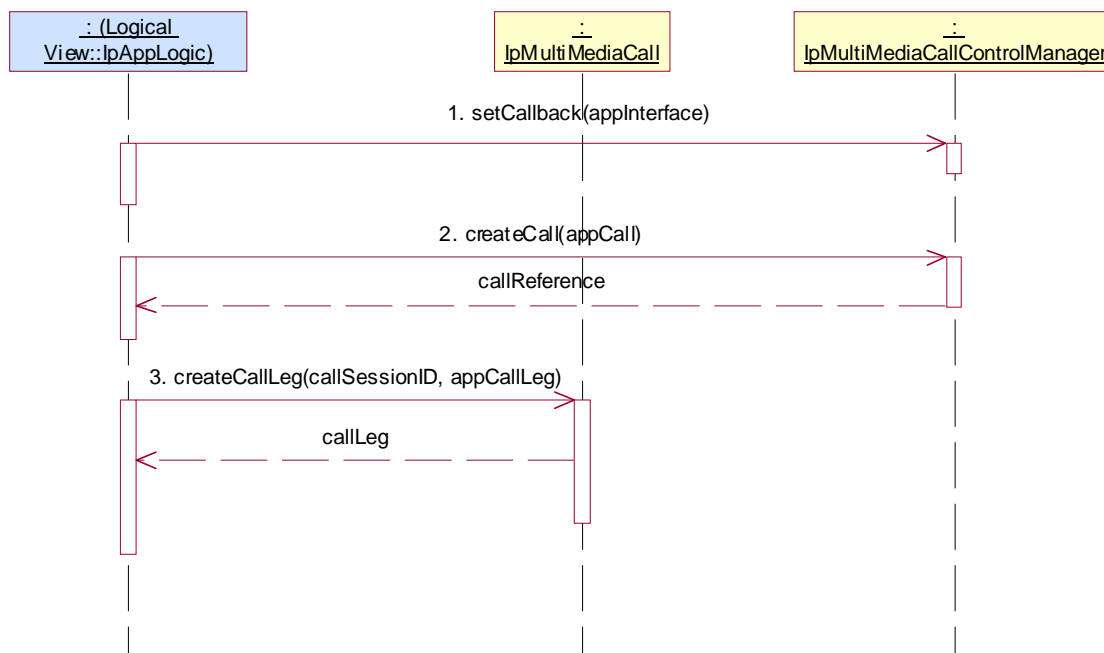 : (Logical
View::IpAppLogic)
:
IpMultiMediaCall
:
IpMultiMediaCallControlManager
1. setCallback(appInterface)
2. createCall(appCall)
callReference
3. createCallLeg(callSessionID, appCallLeg)
callLeg